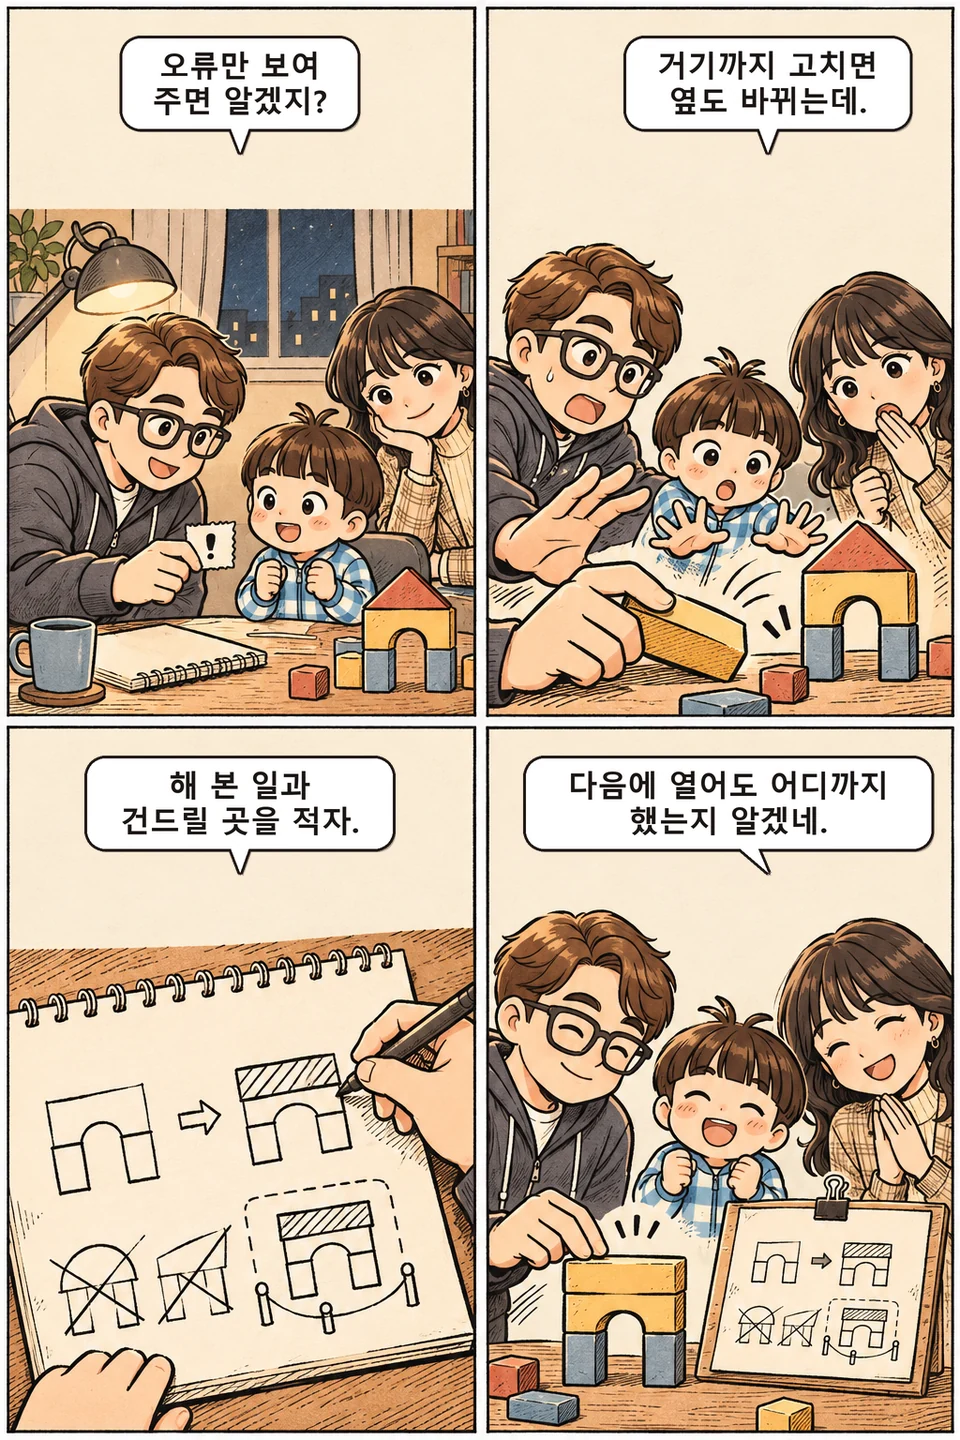 오류만 보여
주면 알겠지?
거기까지 고치면
옆도 바뀌는데.
!
해 본 일과
건드릴 곳을 적자.
다음에 열어도 어디까지
했는지 알겠네.